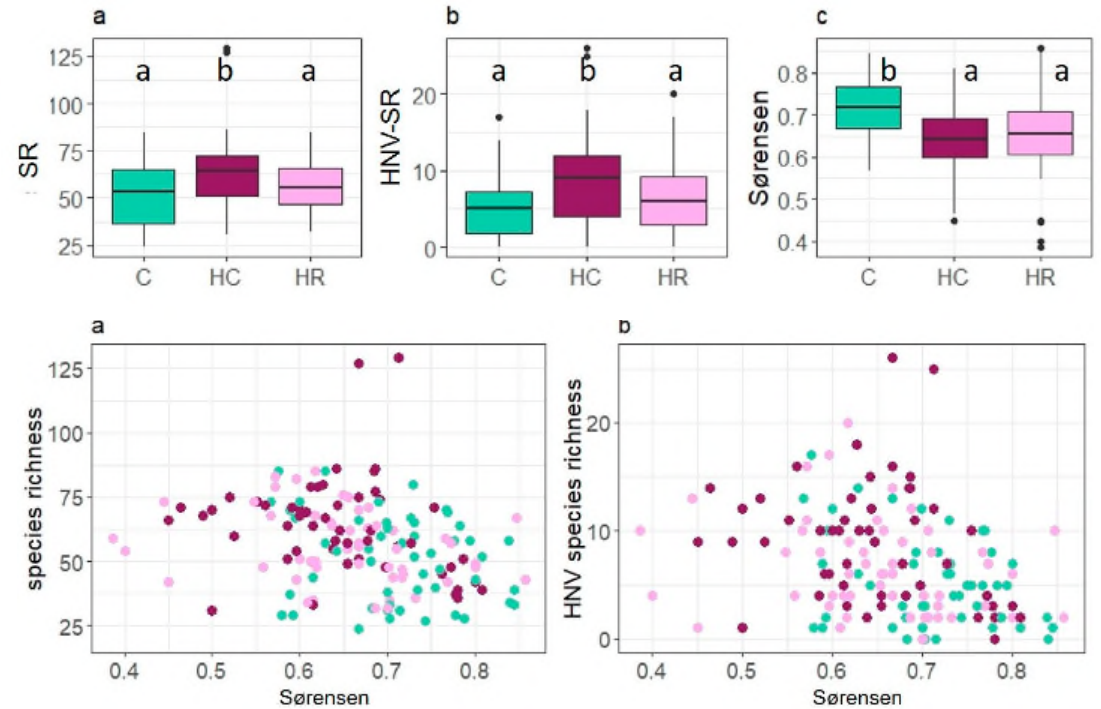 a
SR
125
100
75
50
25
a
b
a
C
HC
HR
b
HNV-SR
20
10
0
a
b
a
C
HC
HR
c
Sørensen
0.8
0.7
0.6
0.5
0.4
b
a
a
C
HC
HR
a
species richness
125
100
75
50
25
0.4
0.5
0.6
0.7
0.8
Sørensen
b
HNV species richness
20
10
0
0.4
0.5
0.6
0.7
0.8
Sørensen